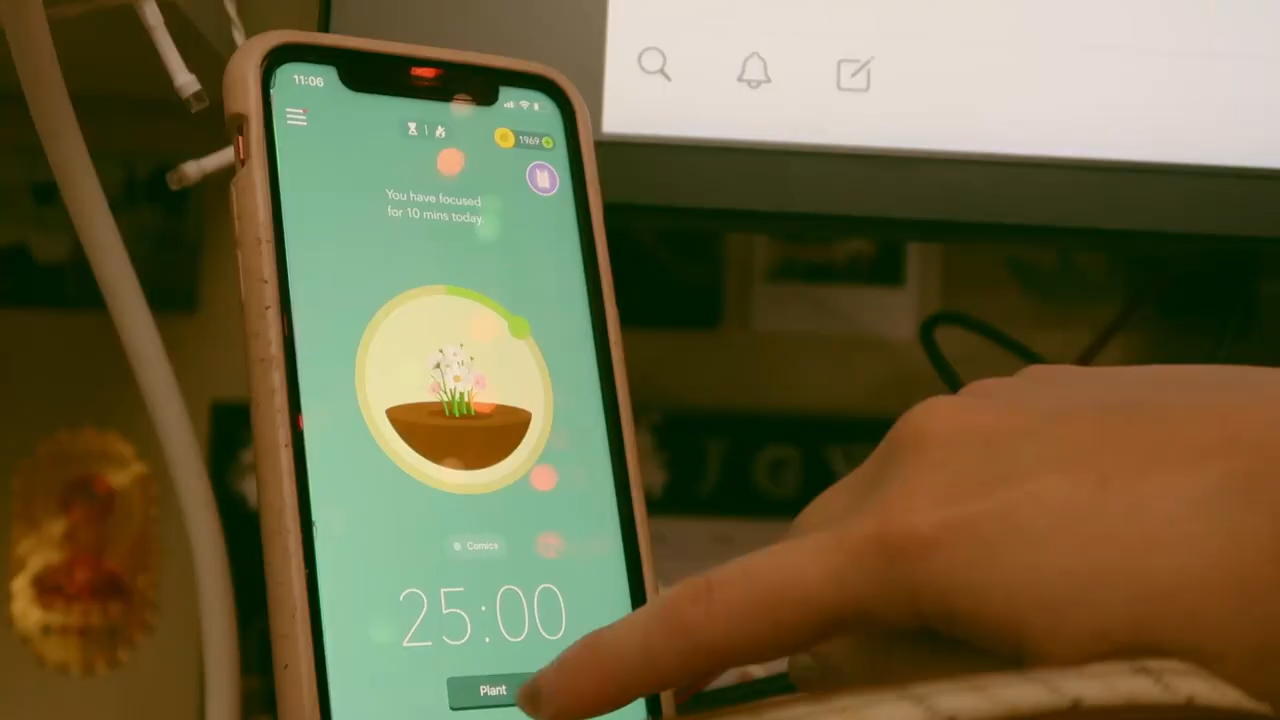 11:06
1969
You have focused
for 10 mins today.
Comics
25:00
Plant